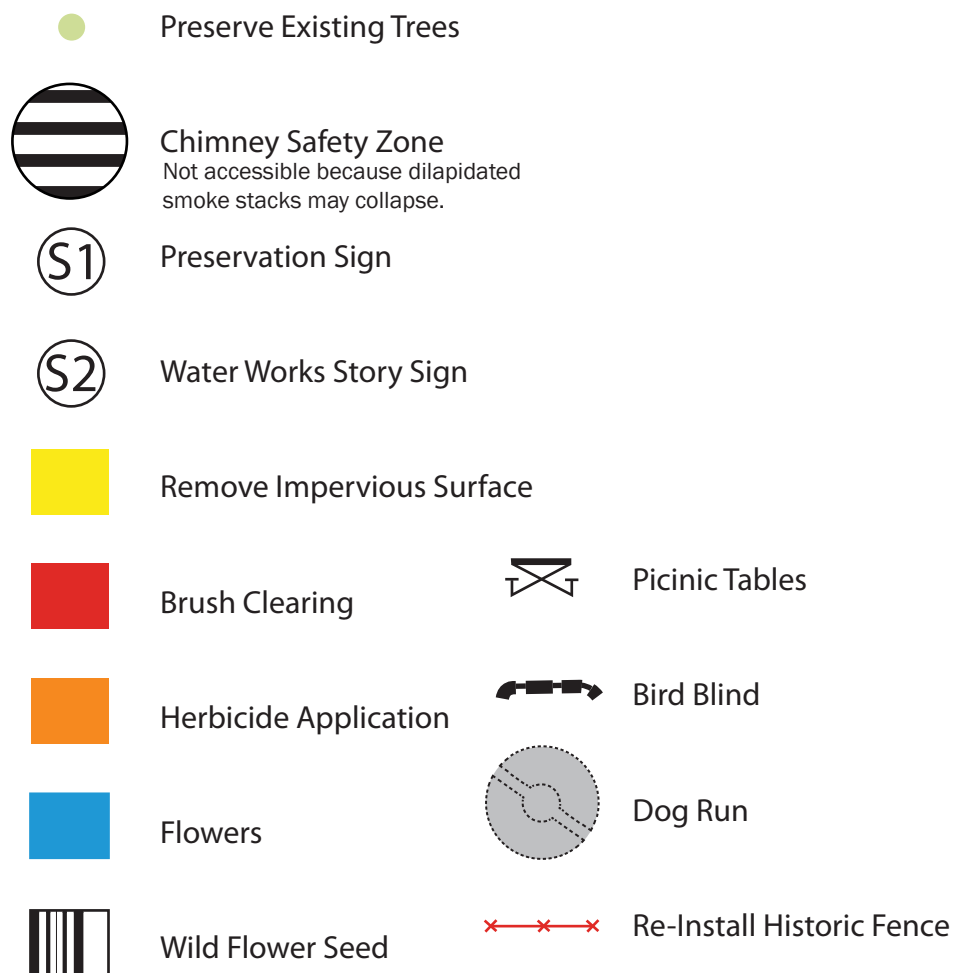 Preserve Existing Trees
Chimney Safety Zone
Not accessible because dilapidated
smoke stacks may collapse.
S1
Preservation Sign
S2
Water Works Story Sign
Remove Impervious Surface
Brush Clearing
Herbicide Application
Flowers
Wild Flower Seed
Picinic Tables
Bird Blind
Dog Run
Re-Install Historic Fence